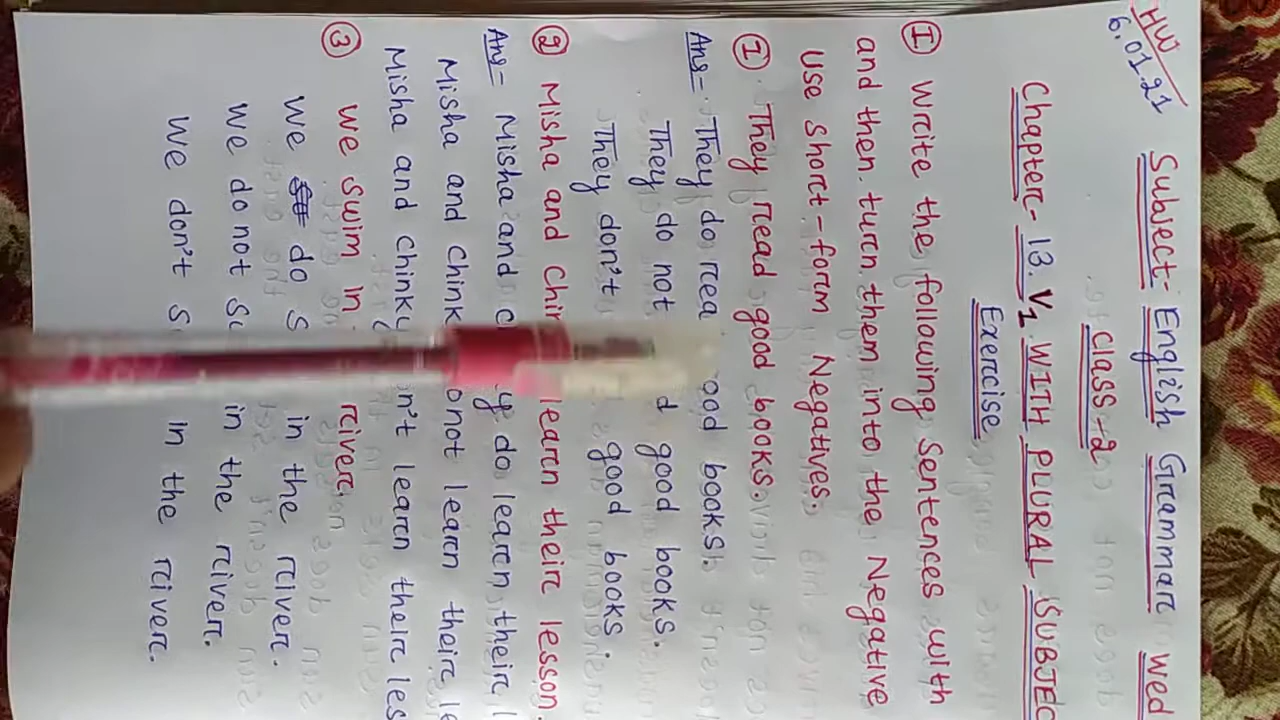 HW
6.01.21
Subject- English Grammar Wed
Class-2
Chapter- 13. V1 WITH PLURAL SUBJEC
Exercise
I Write the following sentences with
and then turn them into the Negative
Use short-form Negatives.
① They read good books.
Ans= They do rea ood books.
They do not d good books.
They don't good books.
② Misha and Chin learn their lesson.
Ans= Misha and c y do learn their l
Misha and Chink o not learn their le
Misha and Chinky n't learn their les
③ We swim in river.
We do s in the river.
We do not s in the river.
We don't s in the river.